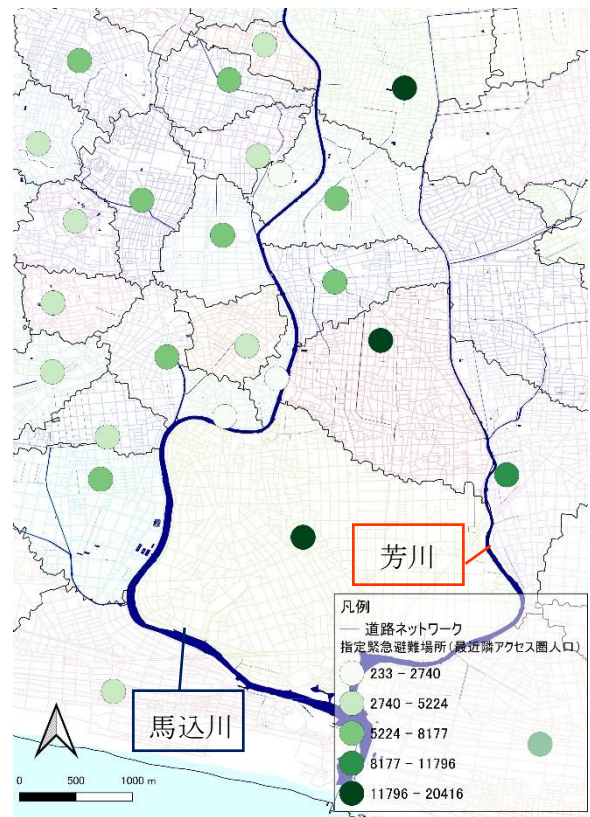 芳川
馬込川
凡例
道路ネットワーク
指定緊急避難場所(最近隣アクセス圏人口)
233 - 2740
2740 - 5224
5224 - 8177
8177 - 11796
11796 - 20416
0 500 1000 m